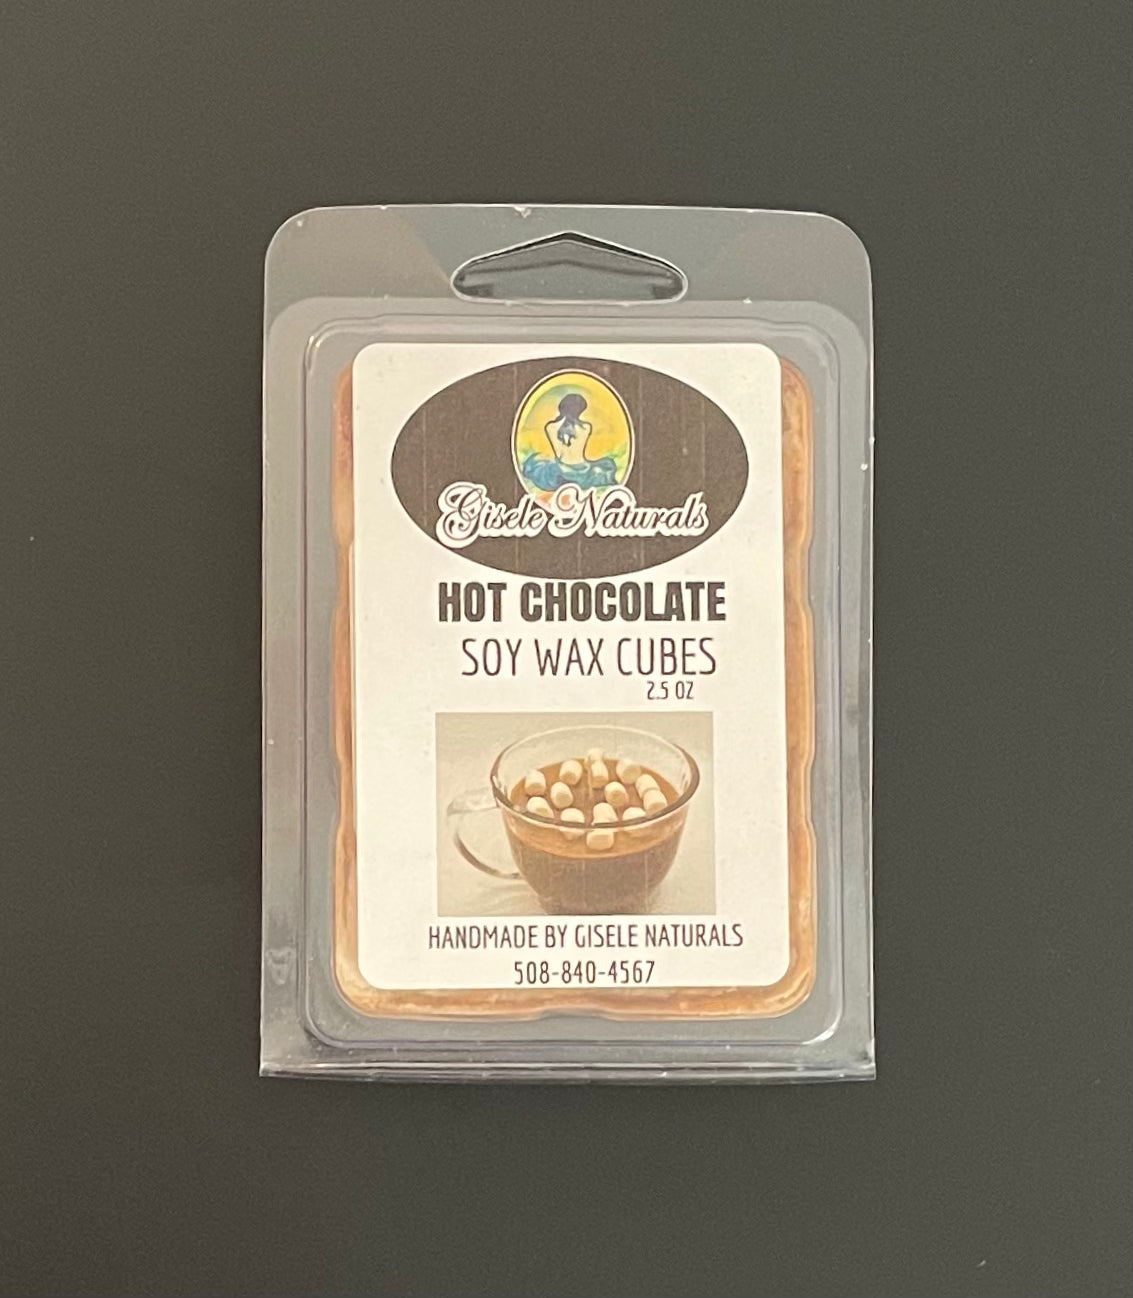 Gisele Naturals
HOT CHOCOLATE
SOY WAX CUBES
2.5 OZ
HANDMADE BY GISELE NATURALS
508-840-4567